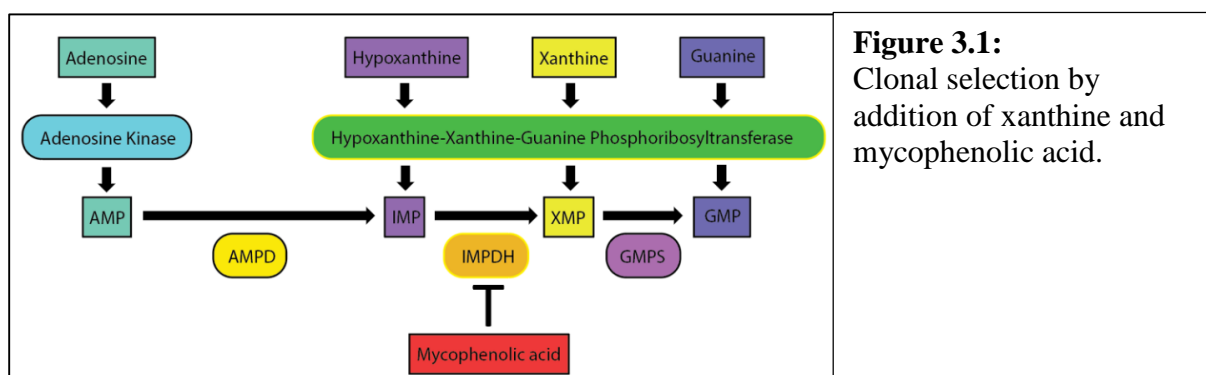 Adenosine
Hypoxanthine
Xanthine
Guanine
Adenosine Kinase
Hypoxanthine-Xanthine-Guanine Phosphoribosyltransferase
AMP
IMP
XMP
GMP
AMPD
IMPDH
GMPS
Mycophenolic acid
Figure 3.1:
Clonal selection by
addition of xanthine and
mycophenolic acid.